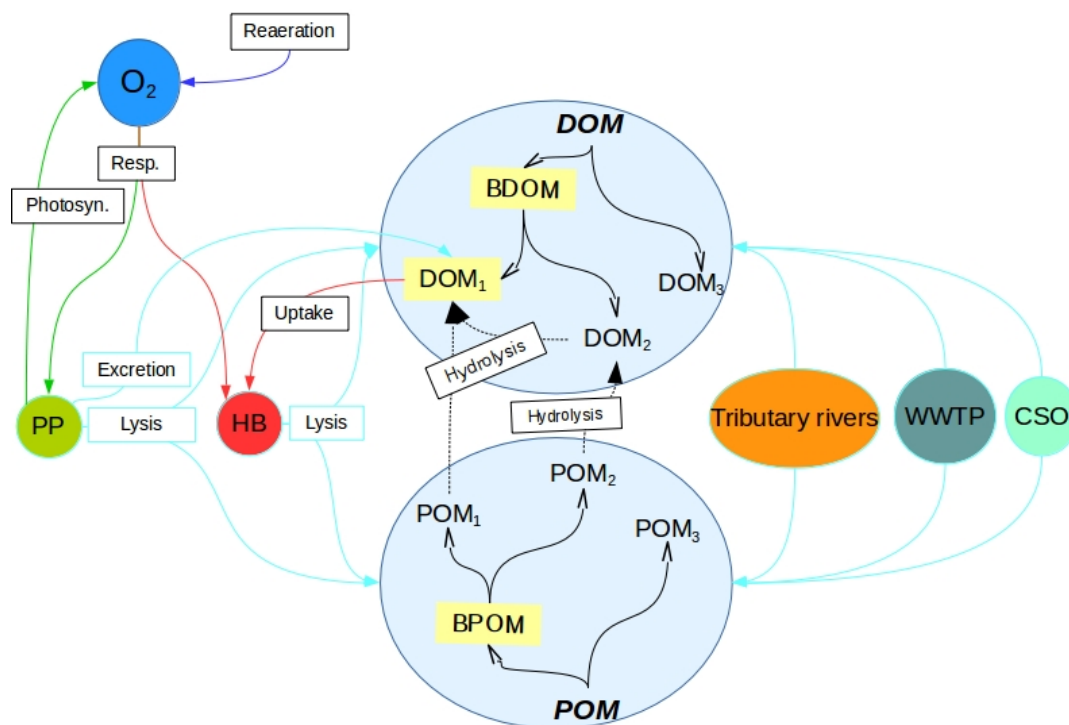 Reaeration
O₂
Resp.
Photosyn.
DOM
BDOM
DOM₁
DOM₃
DOM₂
Uptake
Hydrolysis
Hydrolysis
Excretion
PP
Lysis
HB
Lysis
Tributary rivers
WWTP
CSO
POM₂
POM₁
POM₃
BPOM
POM